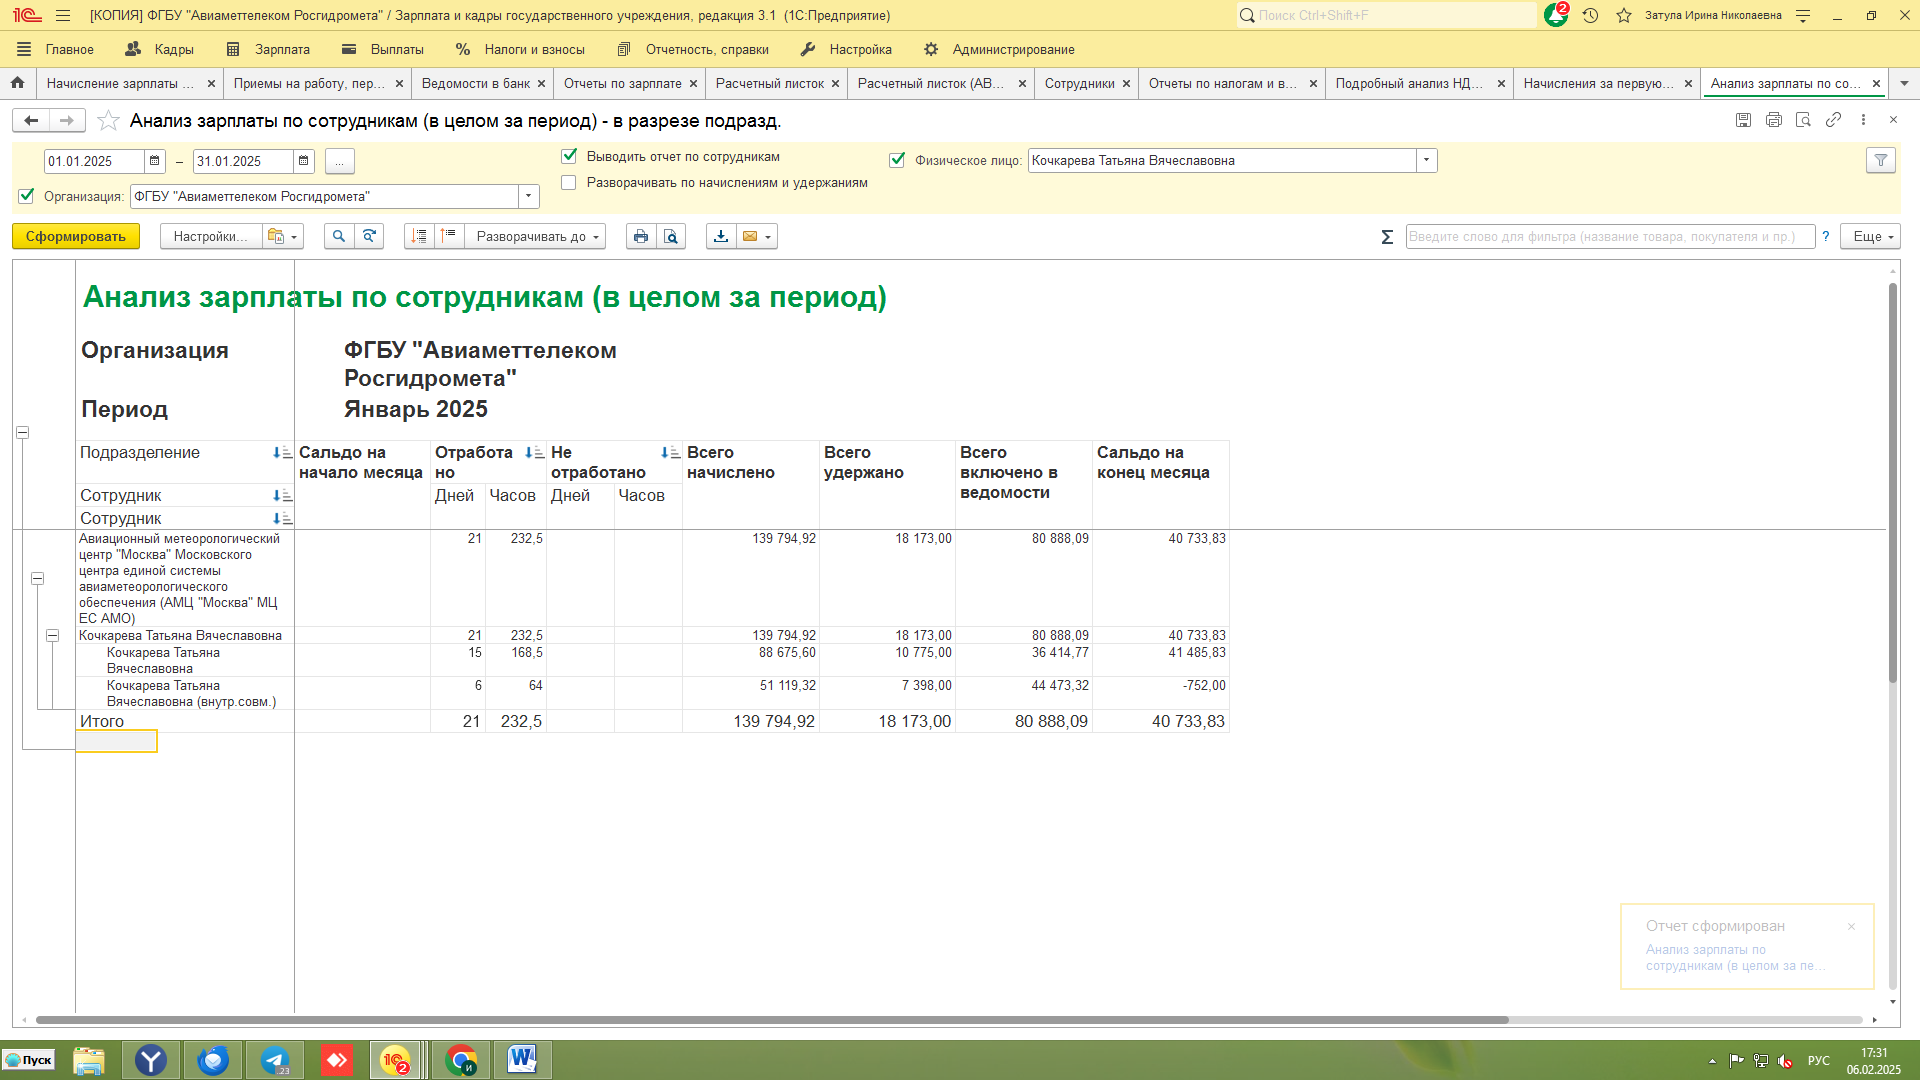 [КОПИЯ] ФГБУ "Авиаметтелеком Росгидромета" / Зарплата и кадры государственного учреждения, редакция 3.1 (1С:Предприятие)
Поиск Ctrl+Shift+F
2
Затула Ирина Николаевна
Главное
Кадры
Зарплата
Выплаты
Налоги и взносы
Отчетность, справки
Настройка
Администрирование
Начисление зарплаты ...
Приемы на работу, пер...
Ведомости в банк
Отчеты по зарплате
Расчетный листок
Расчетный листок (АВ...
Сотрудники
Отчеты по налогам и в...
Подробный анализ НД...
Начисления за первую...
Анализ зарплаты по со...
Анализ зарплаты по сотрудникам (в целом за период) - в разрезе подразд.
01.01.2025 – 31.01.2025 ...
Выводить отчет по сотрудникам
Физическое лицо: Кочкарева Татьяна Вячеславовна
Разворачивать по начислениям и удержаниям
Организация: ФГБУ "Авиаметтелеком Росгидромета"
Сформировать
Настройки...
Разворачивать до
Σ
Введите слово для фильтра (название товара, покупателя и пр.)
?
Еще
Анализ зарплаты по сотрудникам (в целом за период)
Организация
ФГБУ "Авиаметтелеком
Росгидромета"
Период
Январь 2025
Подразделение
Сотрудник
Сотрудник
Сальдо на
начало месяца
Отработа
но
Дней Часов
Не
отработано
Дней Часов
Всего
начислено
Всего
удержано
Всего
включено в
ведомости
Сальдо на
конец месяца
Авиационный метеорологический 21 232,5 139 794,92 18 173,00 80 888,09 40 733,83
центр "Москва" Московского
центра единой системы
авиаметеорологического
обеспечения (АМЦ "Москва" МЦ
ЕС АМО)
Кочкарева Татьяна Вячеславовна 21 232,5 139 794,92 18 173,00 80 888,09 40 733,83
Кочкарева Татьяна 15 168,5 88 675,60 10 775,00 36 414,77 41 485,83
Вячеславовна
Кочкарева Татьяна 6 64 51 119,32 7 398,00 44 473,32 -752,00
Вячеславовна (внутр.совм.)
Итого 21 232,5 139 794,92 18 173,00 80 888,09 40 733,83
Отчет сформирован
Анализ зарплаты по
сотрудникам (в целом за пе...
Пуск
23
2
и
РУС
17:31
06.02.2025